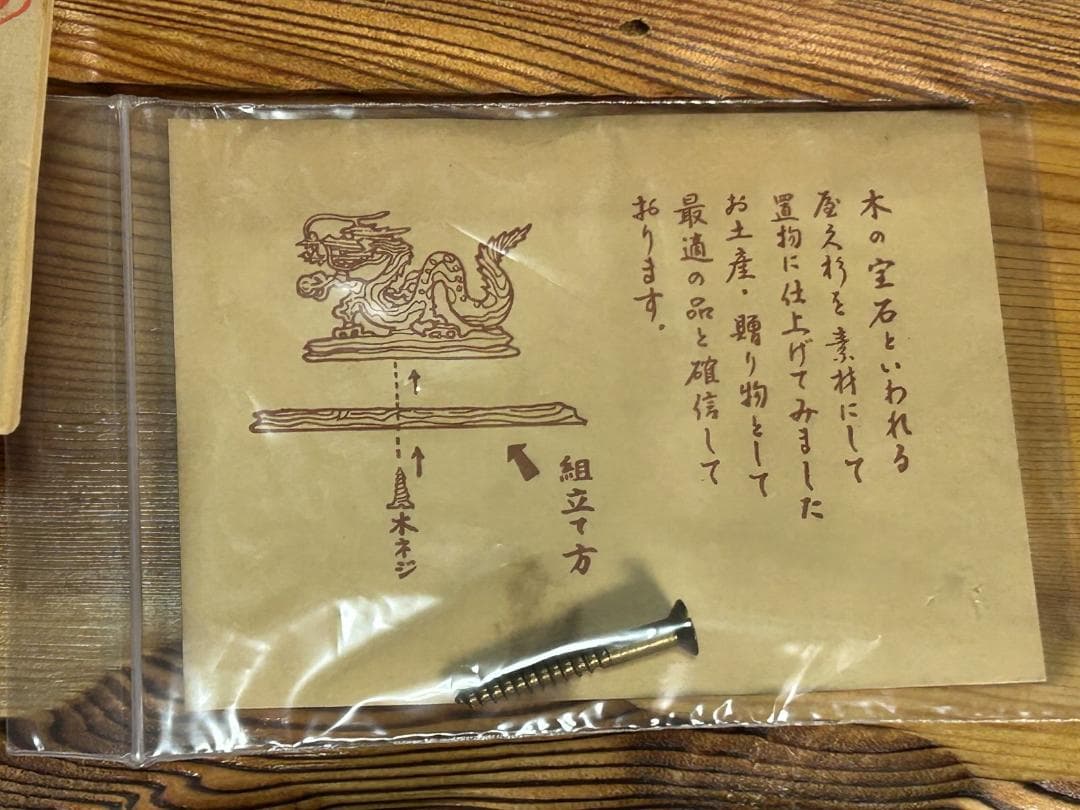 木の宝石といわれる
屋久杉を素材にして
置物に仕上げてみました
お土産・贈り物として
最適の品と確信して
おります。
組立て方
木ネジ